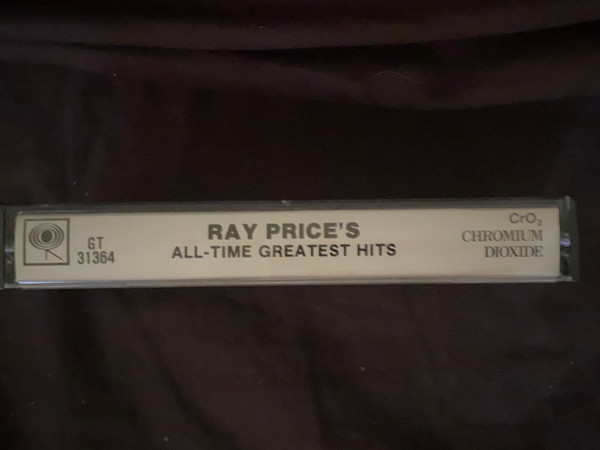 GT
31364
RAY PRICE'S
ALL-TIME GREATEST HITS
CrO₂
CHROMIUM
DIOXIDE